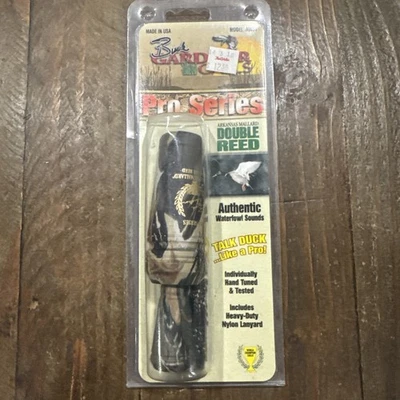 MADE IN USA
Buck
GARDNER
CALLS
Pro Series
ARKANSAS MALLARD
DOUBLE
REED
Authentic
Waterfowl Sounds
TALK DUCK
...Like a Pro!
Individually
Hand Tuned
& Tested
Includes
Heavy-Duty
Nylon Lanyard